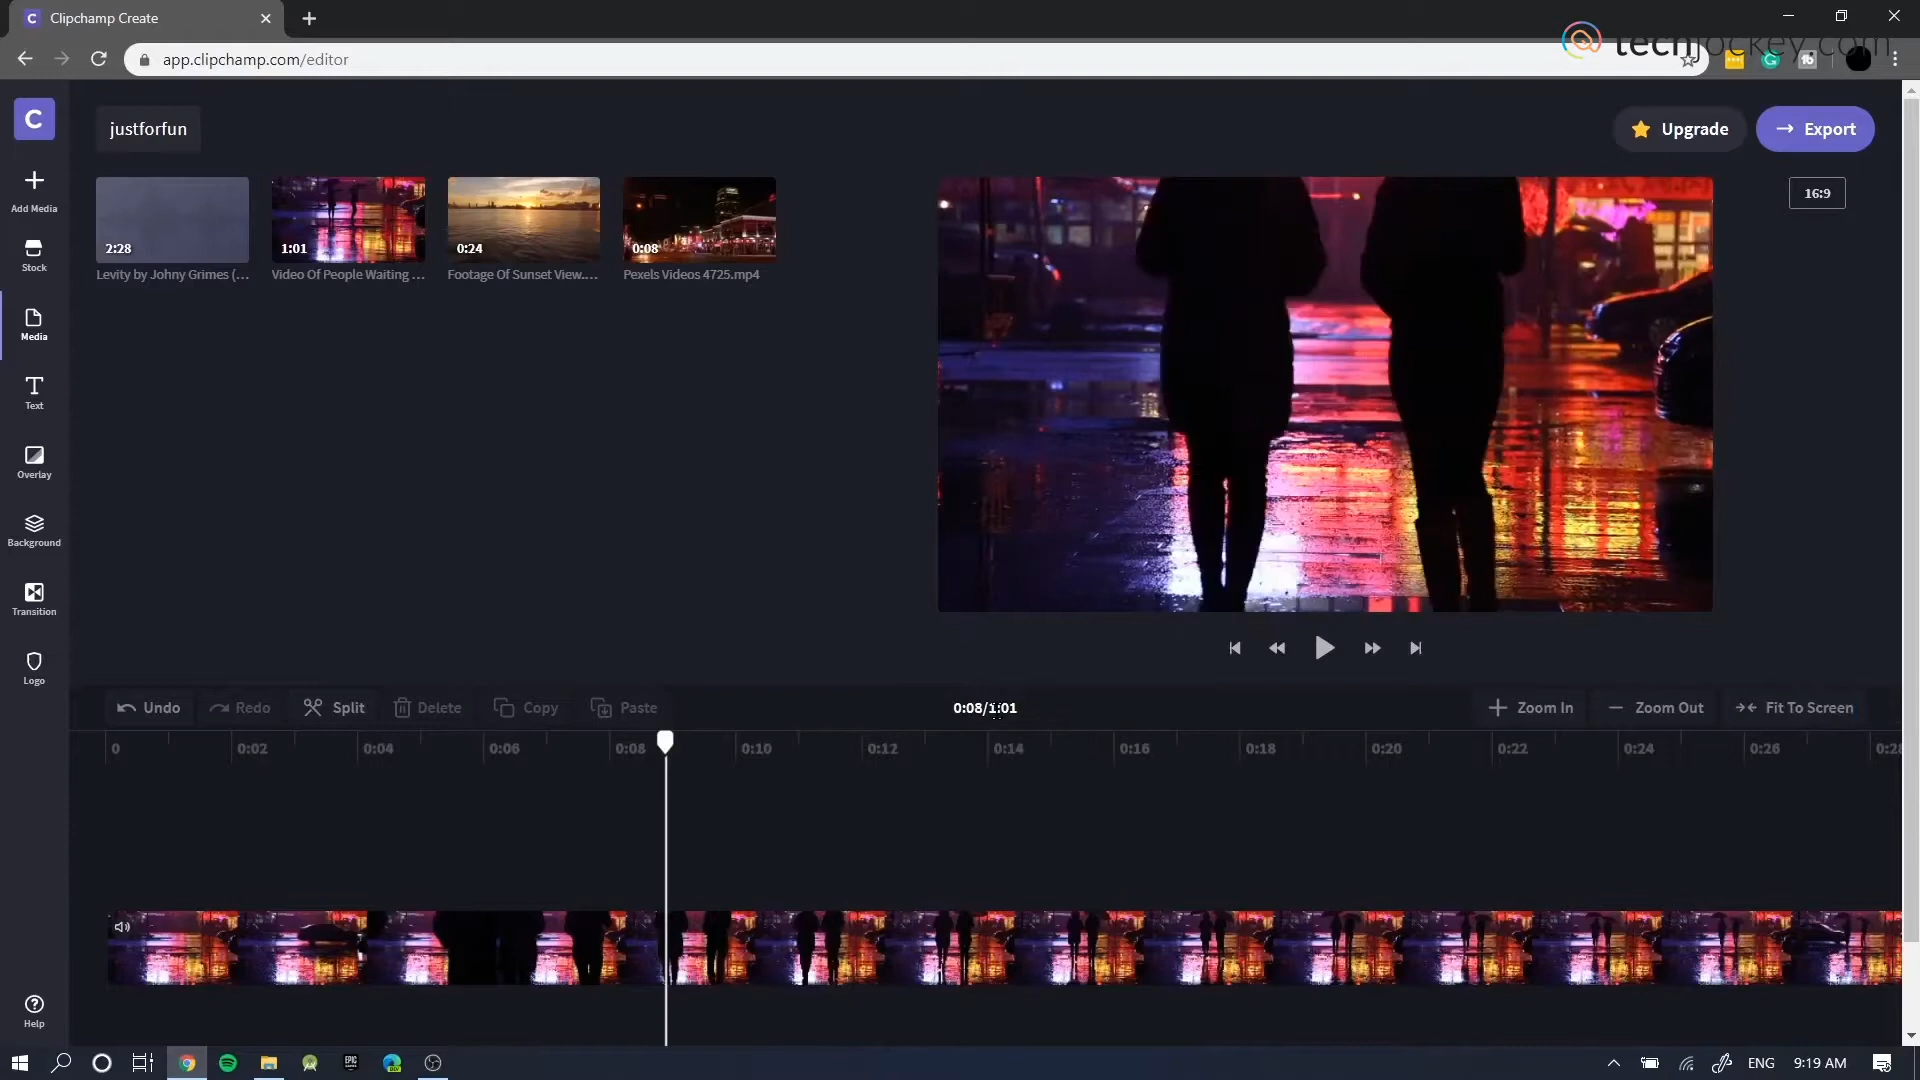 C Clipchamp Create
techjockey.com
app.clipchamp.com/editor
C
justforfun
Upgrade
Export
Add Media
2:28
1:01
0:24
0:08
16:9
Levity by Johny Grimes (...
Video Of People Waiting ...
Footage Of Sunset View....
Pexels Videos 4725.mp4
Stock
Media
Text
Overlay
Background
Transition
Logo
Undo
Redo
Split
Delete
Copy
Paste
0:08/1:01
Zoom In
Zoom Out
Fit To Screen
0 0:02 0:04 0:06 0:08 0:10 0:12 0:14 0:16 0:18 0:20 0:22 0:24 0:26 0:28
Help
ENG
9:19 AM